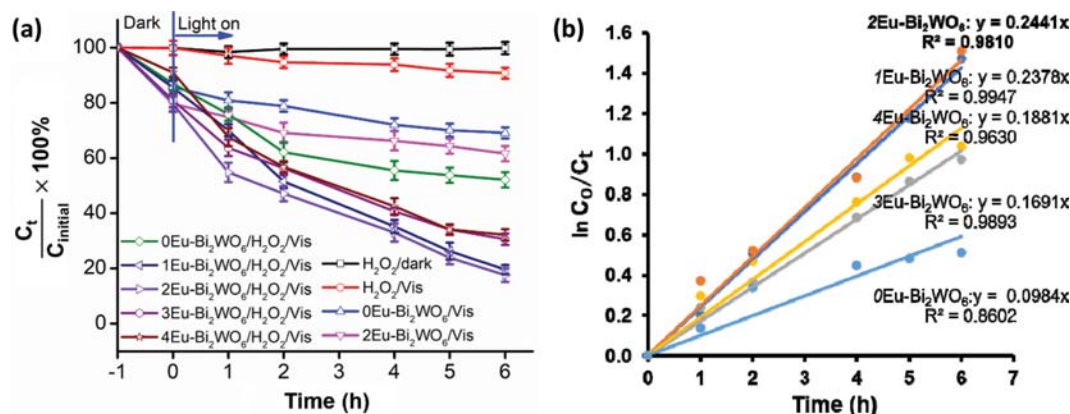 (a)
Dark
Light on
C_t/C_initial × 100%
100
80
60
40
20
0
0Eu-Bi₂WO₆/H₂O₂/Vis
1Eu-Bi₂WO₆/H₂O₂/Vis
2Eu-Bi₂WO₆/H₂O₂/Vis
3Eu-Bi₂WO₆/H₂O₂/Vis
4Eu-Bi₂WO₆/H₂O₂/Vis
H₂O₂/dark
H₂O₂/Vis
0Eu-Bi₂WO₆/Vis
2Eu-Bi₂WO₆/Vis
-1 0 1 2 3 4 5 6
Time (h)
(b)
2Eu-Bi₂WO₆: y = 0.2441x
R² = 0.9810
1Eu-Bi₂WO₆: y = 0.2378x
R² = 0.9947
4Eu-Bi₂WO₆: y = 0.1881x
R² = 0.9630
3Eu-Bi₂WO₆: y = 0.1691x
R² = 0.9893
0Eu-Bi₂WO₆:y = 0.0984x
R² = 0.8602
ln C₀/Cₜ
1.6
1.4
1.2
1.0
0.8
0.6
0.4
0.2
0.0
0 1 2 3 4 5 6 7
Time (h)